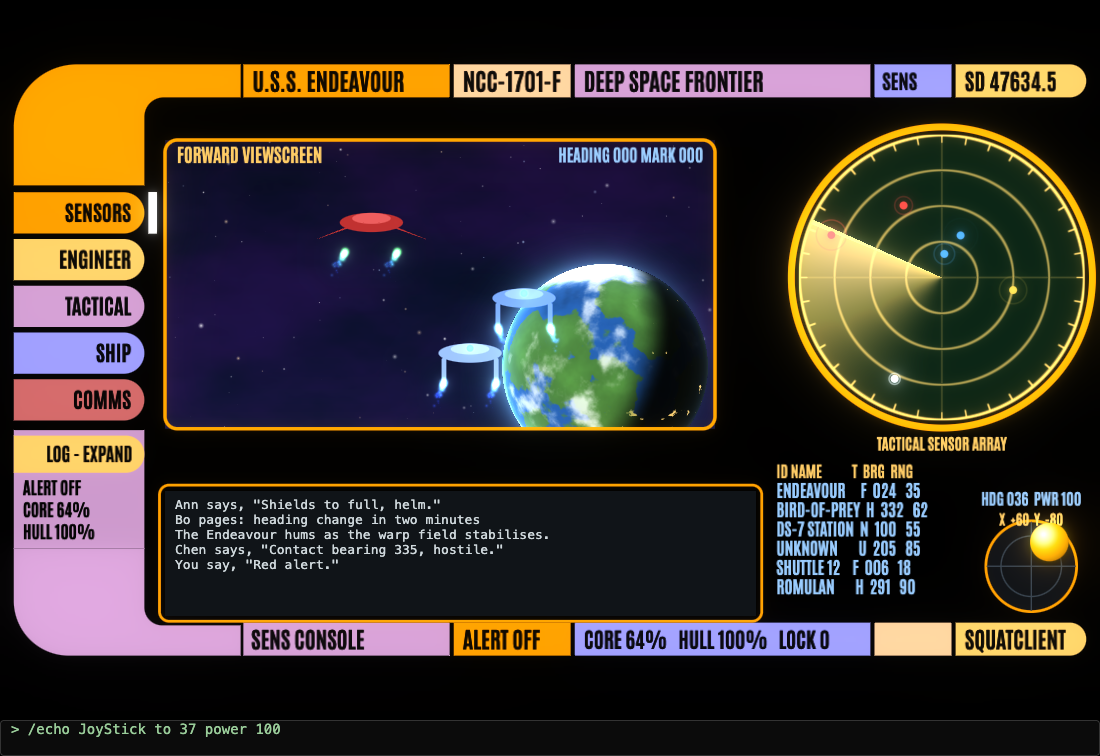 U.S.S. ENDEAVOUR NCC-1701-F DEEP SPACE FRONTIER SENS SD 47634.5
FORWARD VIEWSCREEN HEADING 000 MARK 000
SENSORS
ENGINEER
TACTICAL
SHIP
COMMS
LOG - EXPAND
ALERT OFF
CORE 64%
HULL 100%
TACTICAL SENSOR ARRAY
ID NAME T BRG RNG
ENDEAVOUR F 024 35
BIRD-OF-PREY H 332 62
DS-7 STATION N 100 55
UNKNOWN U 205 85
SHUTTLE 12 F 006 18
ROMULAN H 291 90
HDG 036 PWR 100
X +60 Y -80
Ann says, "Shields to full, helm."
Bo pages: heading change in two minutes
The Endeavour hums as the warp field stabilises.
Chen says, "Contact bearing 335, hostile."
You say, "Red alert."
SENS CONSOLE ALERT OFF CORE 64% HULL 100% LOCK 0 SQUATCLIENT
> /echo JoyStick to 37 power 100